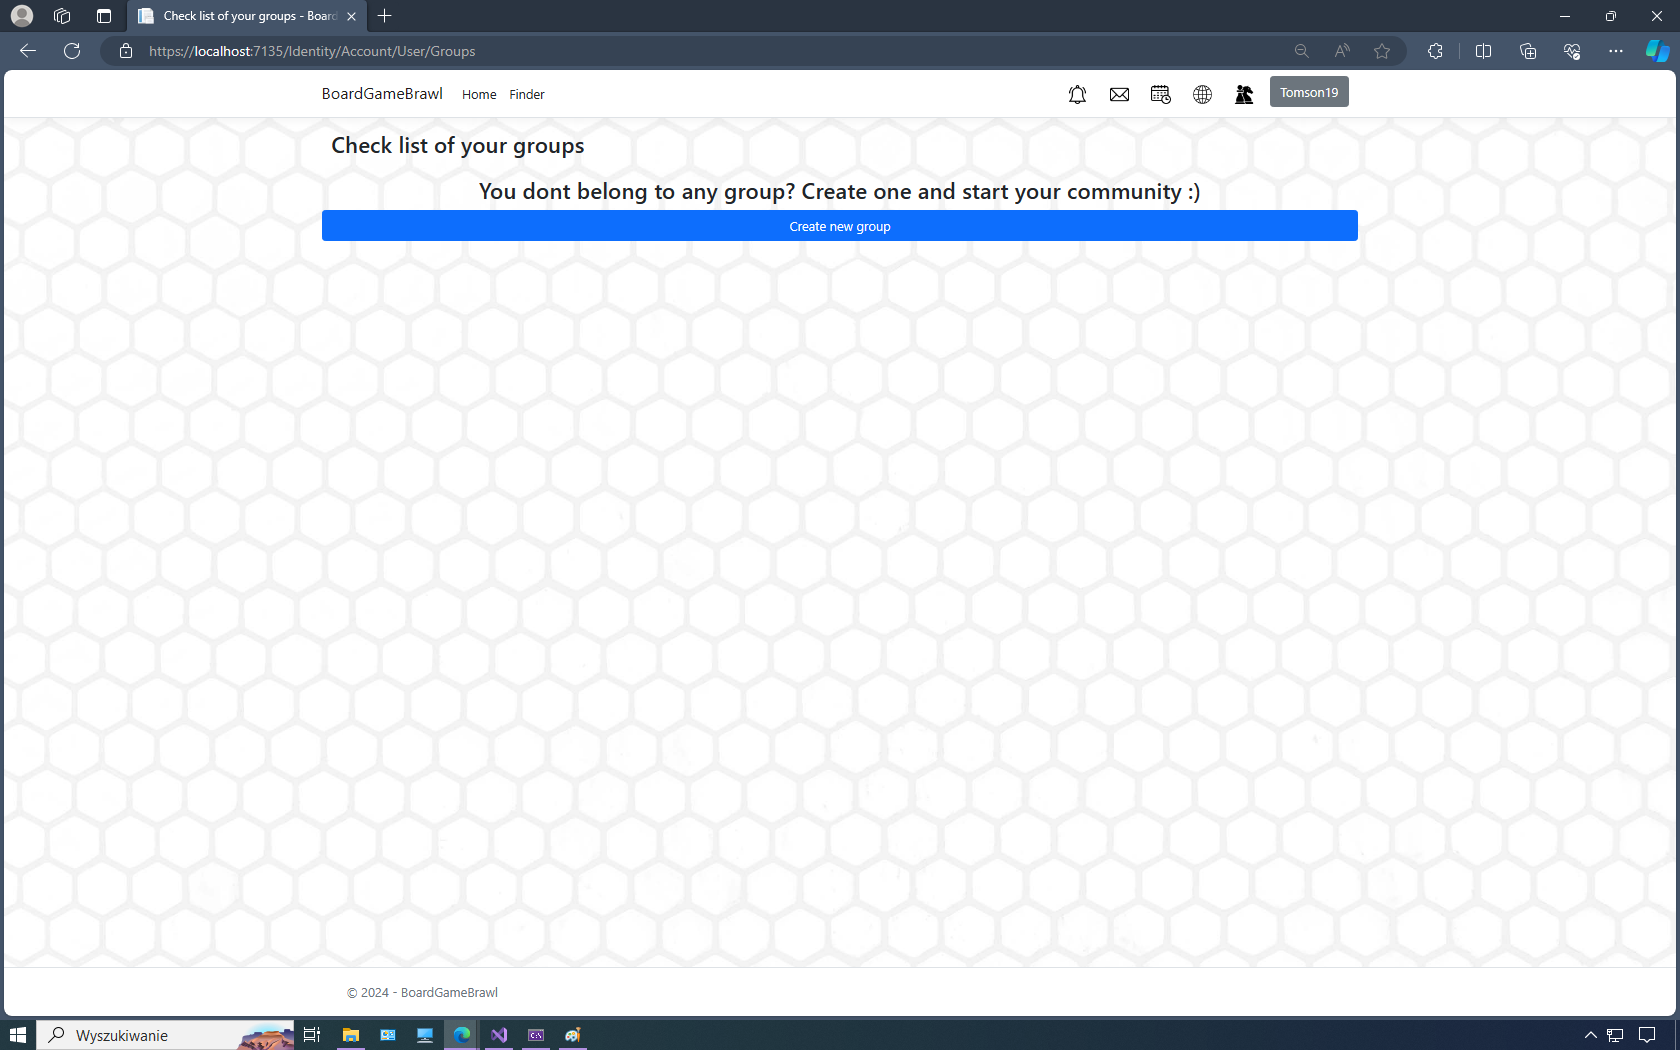 Check list of your groups - Board
https://localhost:7135/Identity/Account/User/Groups
BoardGameBrawl Home Finder Tomson19
Check list of your groups
You dont belong to any group? Create one and start your community :)
Create new group
© 2024 - BoardGameBrawl
Wyszukiwanie